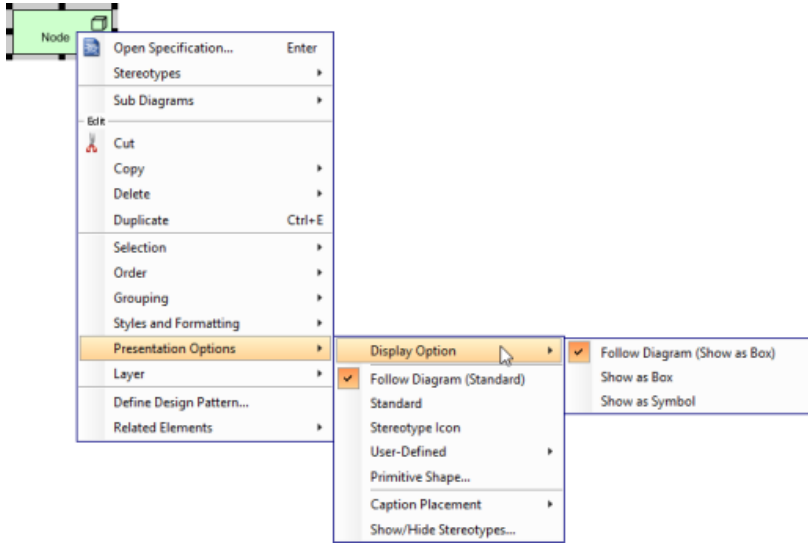 Node
Open Specification... Enter
Stereotypes
Sub Diagrams
Edit
Cut
Copy
Delete
Duplicate Ctrl+E
Selection
Order
Grouping
Styles and Formatting
Presentation Options
Layer
Define Design Pattern...
Related Elements
Display Option
Follow Diagram (Standard)
Standard
Stereotype Icon
User-Defined
Primitive Shape...
Caption Placement
Show/Hide Stereotypes...
Follow Diagram (Show as Box)
Show as Box
Show as Symbol